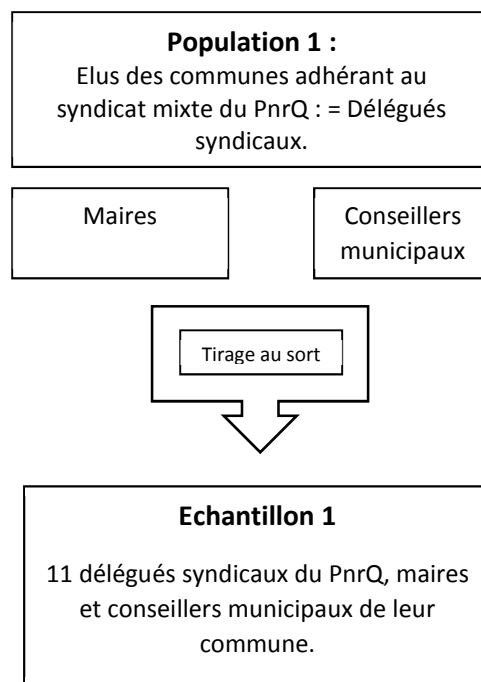 Population 1 :
Elus des communes adhérant au
syndicat mixte du PnrQ : = Délégués
syndicaux.
Maires
Conseillers
municipaux
Tirage au sort
Echantillon 1
11 délégués syndicaux du PnrQ, maires
et conseillers municipaux de leur
commune.